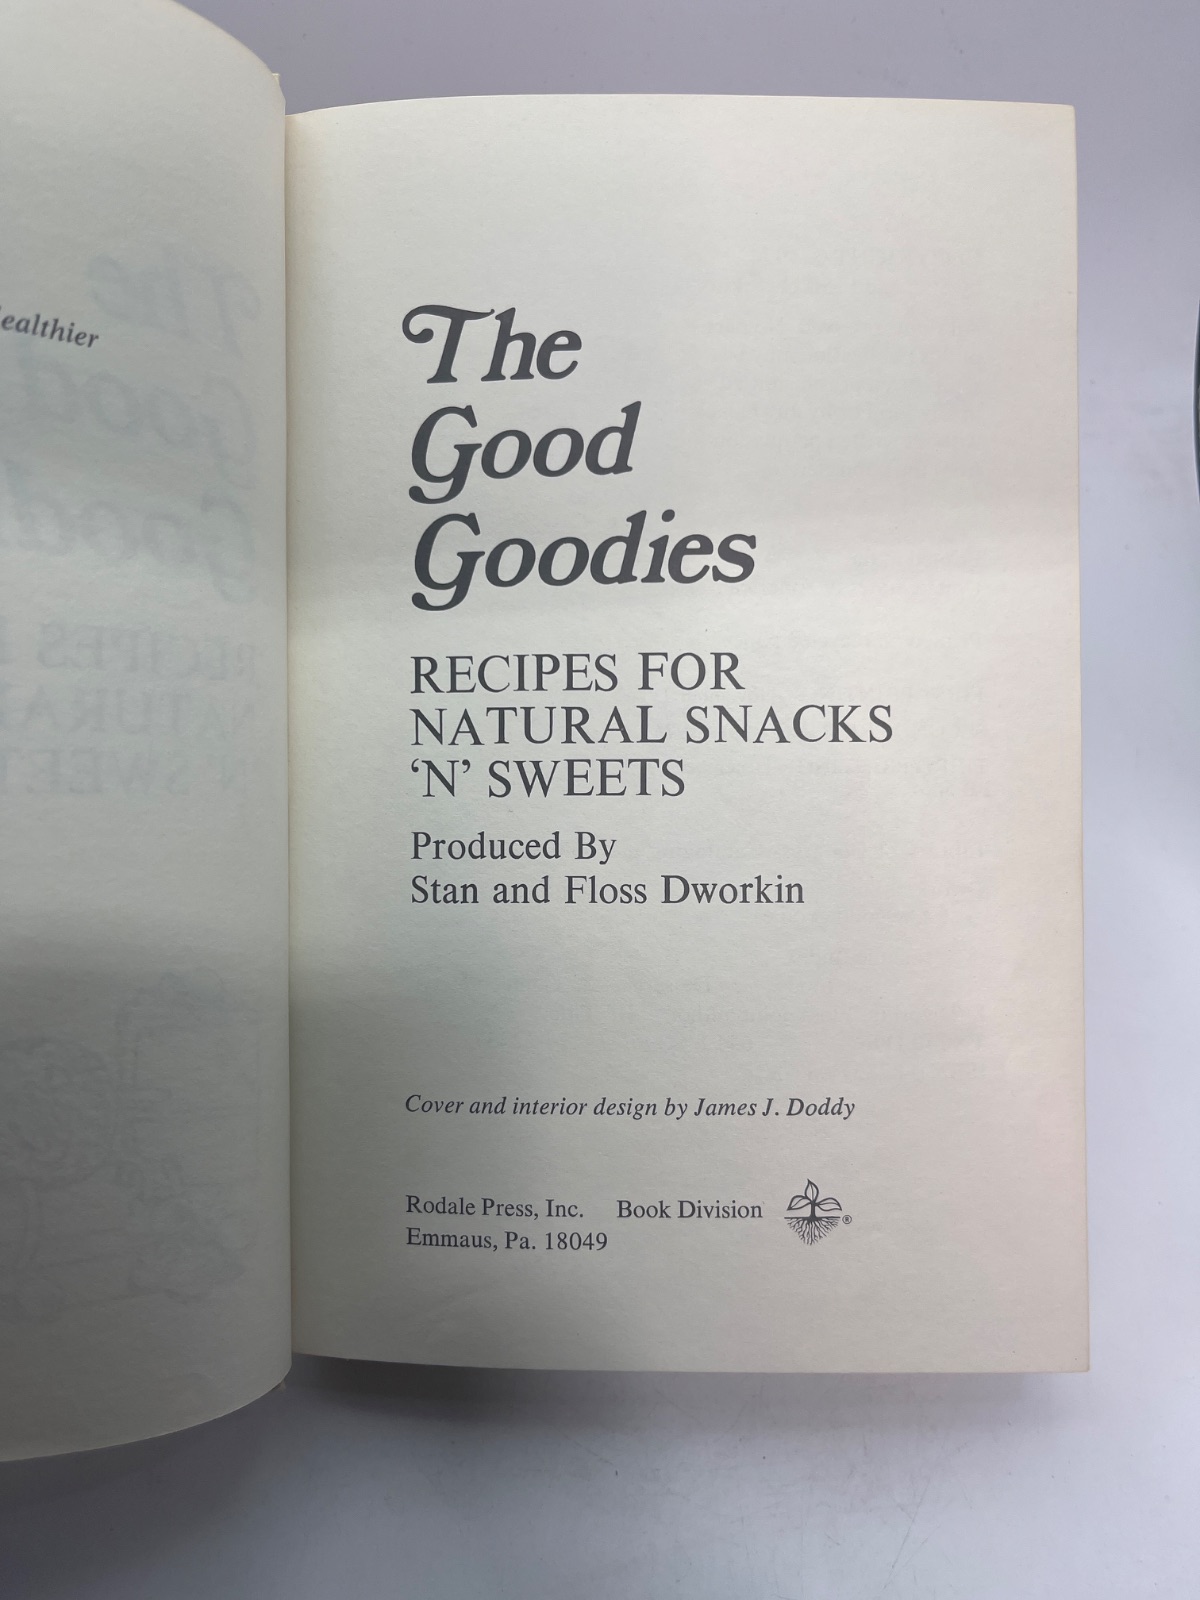 The
Good
Goodies
RECIPES FOR
NATURAL SNACKS
‘N’ SWEETS
Produced By
Stan and Floss Dworkin
Cover and interior design by James J. Doddy
Rodale Press, Inc. Book Division
Emmaus, Pa. 18049
®